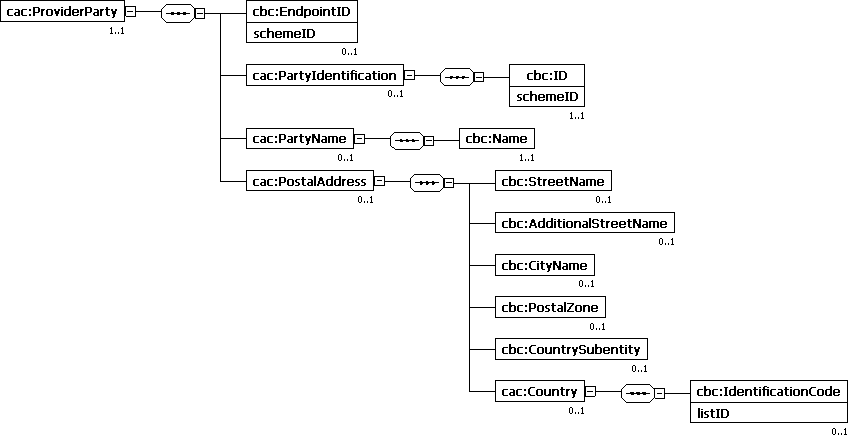 cac:ProviderParty
1..1
cbc:EndpointID
schemeID
0..1
cac:PartyIdentification
0..1
cbc:ID
schemeID
1..1
cac:PartyName
0..1
cbc:Name
1..1
cac:PostalAddress
0..1
cbc:StreetName
0..1
cbc:AdditionalStreetName
0..1
cbc:CityName
0..1
cbc:PostalZone
0..1
cbc:CountrySubentity
0..1
cac:Country
0..1
cbc:IdentificationCode
listID
0..1